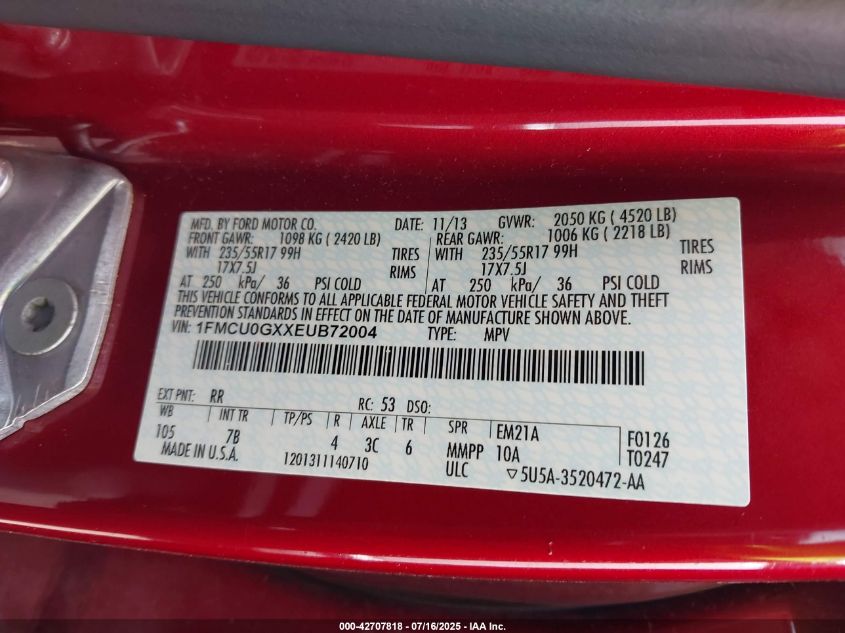 MFD. BY FORD MOTOR CO. DATE: 11/13 GVWR: 2050 KG ( 4520 LB)
FRONT GAWR: 1098 KG ( 2420 LB) REAR GAWR: 1006 KG ( 2218 LB)
WITH 235/55R17 99H TIRES WITH 235/55R17 99H TIRES
17X7.5J RIMS 17X7.5J RIMS
AT 250 kPa/ 36 PSI COLD AT 250 kPa/ 36 PSI COLD
THIS VEHICLE CONFORMS TO ALL APPLICABLE FEDERAL MOTOR VEHICLE SAFETY AND THEFT
PREVENTION STANDARDS IN EFFECT ON THE DATE OF MANUFACTURE SHOWN ABOVE.
VIN: 1FMCU0GXXEUB72004 TYPE: MPV
EXT PNT: RR RC: 53 DSO:
WB INT TR TP/PS R AXLE TR SPR EM21A F0126
105 7B 4 3C 6 MMPP 10A T0247
MADE IN U.S.A. 1201311140710 ULC ▽5U5A-3520472-AA
000-42707818 - 07/16/2025 - IAA Inc.